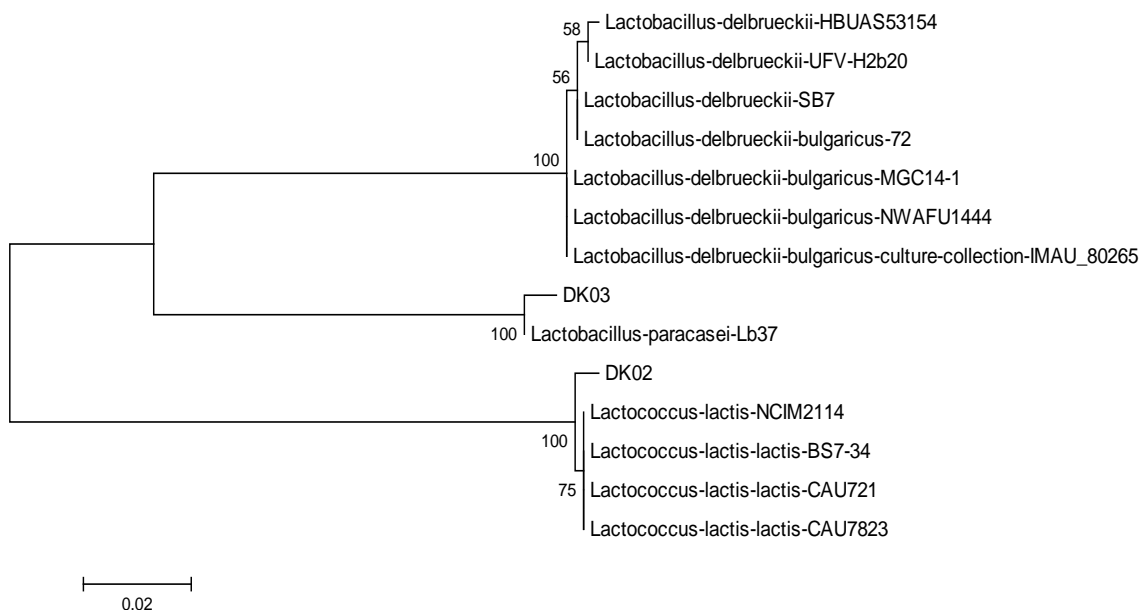 58
Lactobacillus-delbrueckii-HBUAS53154
Lactobacillus-delbrueckii-UFV-H2b20
56
Lactobacillus-delbrueckii-SB7
Lactobacillus-delbrueckii-bulgaricus-72
100
Lactobacillus-delbrueckii-bulgaricus-MGC14-1
Lactobacillus-delbrueckii-bulgaricus-NWAFU1444
Lactobacillus-delbrueckii-bulgaricus-culture-collection-IMAU_80265
DK03
100
Lactobacillus-paracasei-Lb37
DK02
Lactococcus-lactis-NCIM2114
100
Lactococcus-lactis-lactis-BS7-34
75
Lactococcus-lactis-lactis-CAU721
Lactococcus-lactis-lactis-CAU7823
0.02